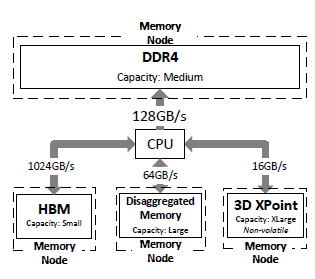 Memory
Node
DDR4
Capacity: Medium
128GB/s
CPU
1024GB/s
64GB/s
16GB/s
HBM
Capacity: Small
Memory
Node
Disaggregated
Memory
Capacity: Large
Memory
Node
3D XPoint
Capacity: XLarge
Non-volatile
Memory
Node